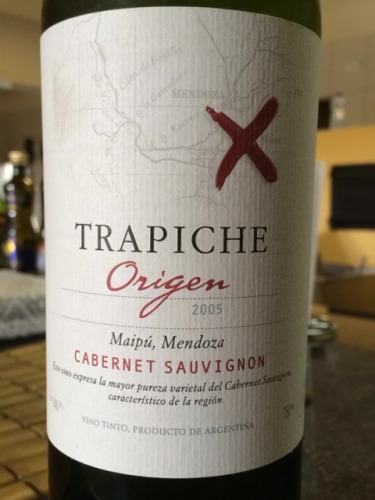 MENDOZA
TRAPICHE
Origen
2005
Maipú, Mendoza
CABERNET SAUVIGNON
Este vino expresa la mayor pureza varietal del Cabernet Sauvignon,
característico de la región.
VINO TINTO, PRODUCTO DE ARGENTINA